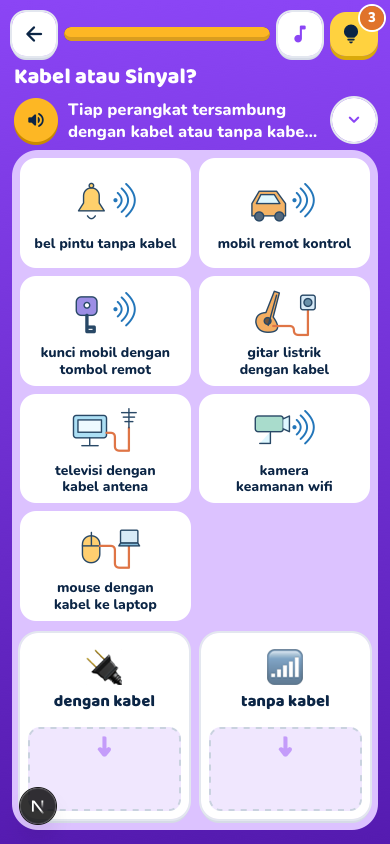 3
Kabel atau Sinyal?
Tiap perangkat tersambung
dengan kabel atau tanpa kabe...
bel pintu tanpa kabel
mobil remot kontrol
kunci mobil dengan
tombol remot
gitar listrik
dengan kabel
televisi dengan
kabel antena
kamera
keamanan wifi
mouse dengan
kabel ke laptop
dengan kabel
tanpa kabel
N